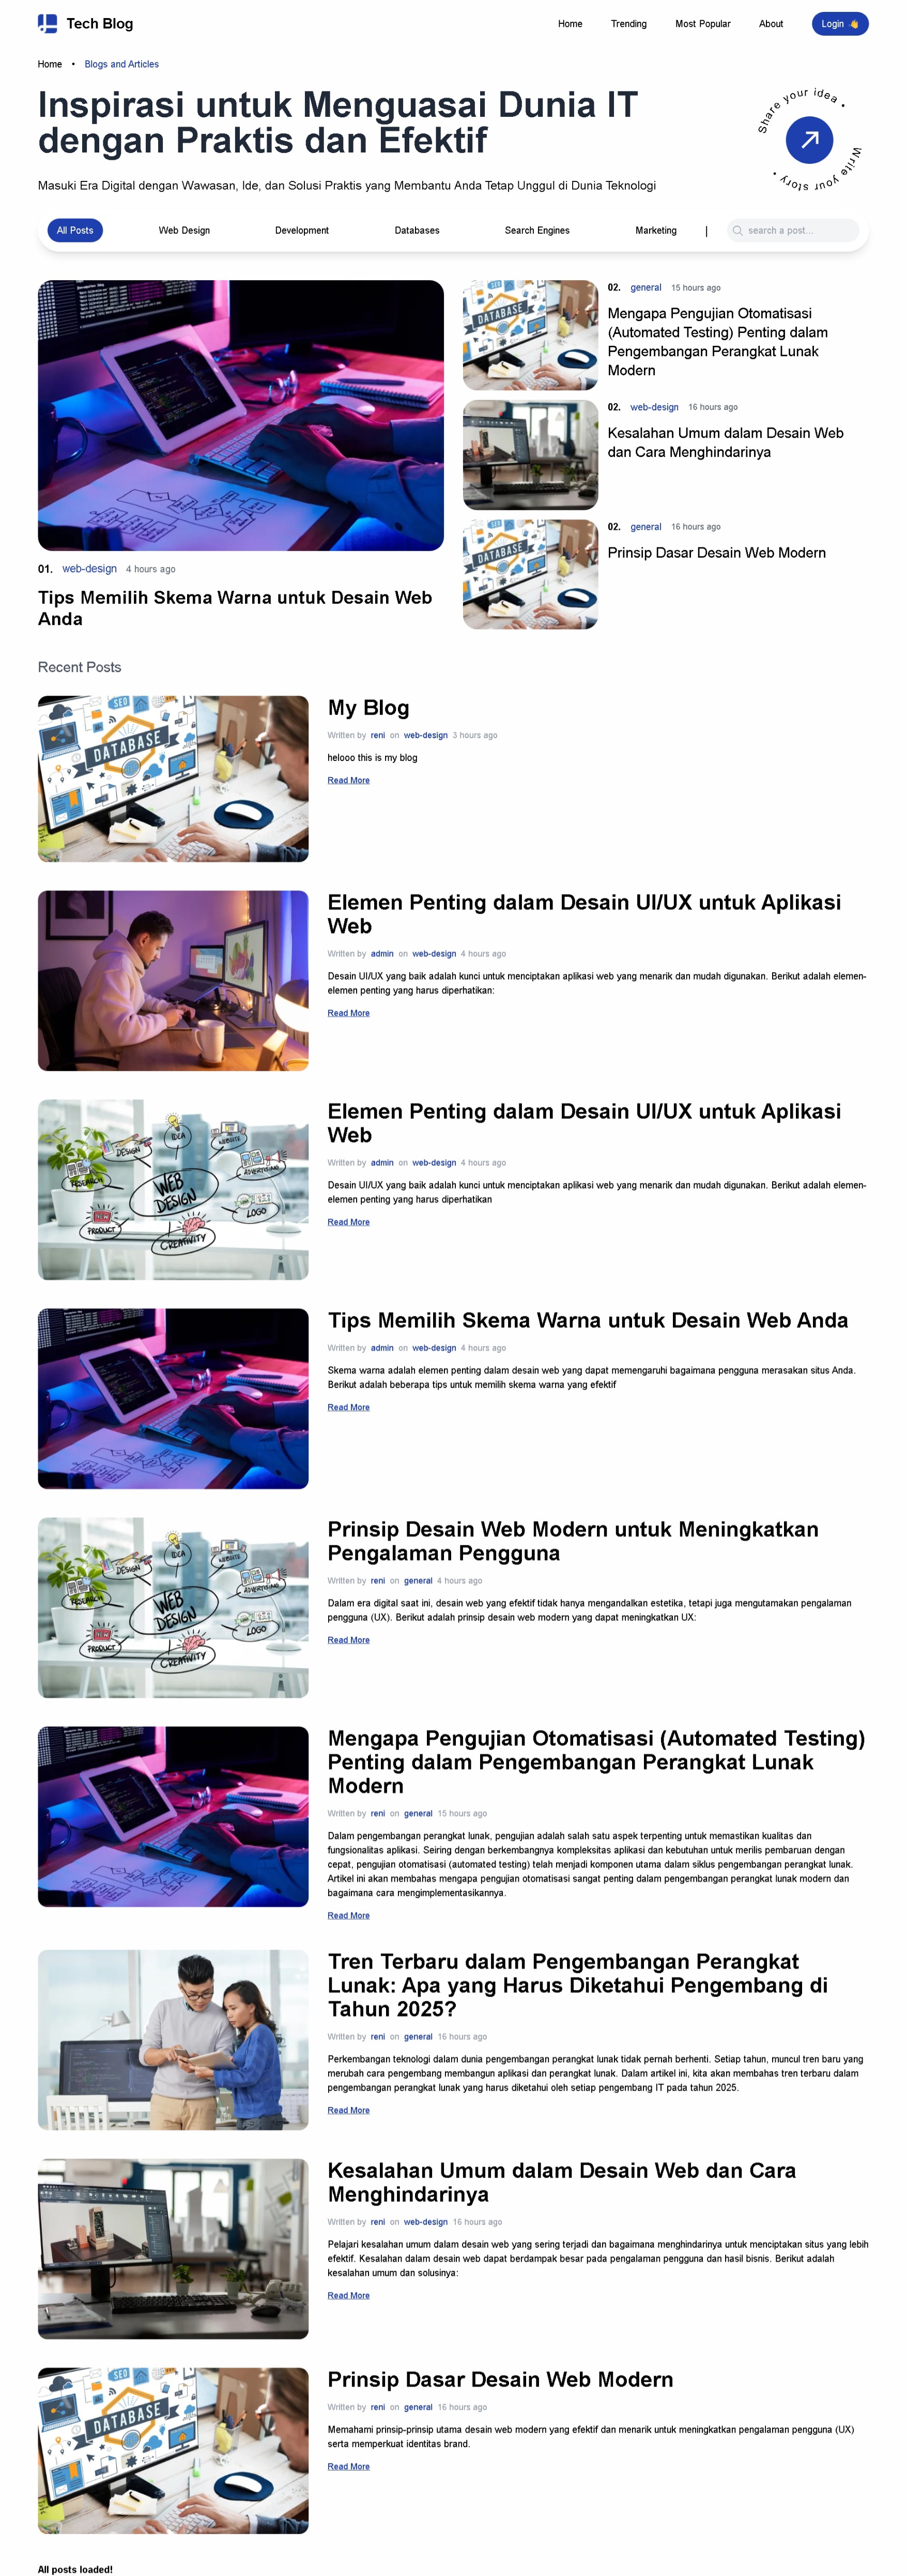 Tech Blog
Home
Trending
Most Popular
About
Login 👋
Home • Blogs and Articles
Inspirasi untuk Menguasai Dunia IT
dengan Praktis dan Efektif
Share your idea •
Write your story •
Masuki Era Digital dengan Wawasan, Ide, dan Solusi Praktis yang Membantu Anda Tetap Unggul di Dunia Teknologi
All Posts
Web Design
Development
Databases
Search Engines
Marketing
|
search a post...
01. web-design 4 hours ago
Tips Memilih Skema Warna untuk Desain Web
Anda
DATABASE
02. general 15 hours ago
Mengapa Pengujian Otomatisasi
(Automated Testing) Penting dalam
Pengembangan Perangkat Lunak
Modern
02. web-design 16 hours ago
Kesalahan Umum dalam Desain Web
dan Cara Menghindarinya
DATABASE
02. general 16 hours ago
Prinsip Dasar Desain Web Modern
Recent Posts
SEO
DATABASE
My Blog
Written by reni on web-design 3 hours ago
helooo this is my blog
Read More
Elemen Penting dalam Desain UI/UX untuk Aplikasi
Web
Written by admin on web-design 4 hours ago
Desain UI/UX yang baik adalah kunci untuk menciptakan aplikasi web yang menarik dan mudah digunakan. Berikut adalah elemen-
elemen penting yang harus diperhatikan:
Read More
IDEA
WEBSITE
DESIGN
ADVERTISING
RESEARCH
WEB
DESIGN
LOGO
PRODUCT
CREATIVITY
Elemen Penting dalam Desain UI/UX untuk Aplikasi
Web
Written by admin on web-design 4 hours ago
Desain UI/UX yang baik adalah kunci untuk menciptakan aplikasi web yang menarik dan mudah digunakan. Berikut adalah elemen-
elemen penting yang harus diperhatikan
Read More
Tips Memilih Skema Warna untuk Desain Web Anda
Written by admin on web-design 4 hours ago
Skema warna adalah elemen penting dalam desain web yang dapat memengaruhi bagaimana pengguna merasakan situs Anda.
Berikut adalah beberapa tips untuk memilih skema warna yang efektif
Read More
IDEA
WEBSITE
DESIGN
ADVERTISING
RESEARCH
WEB
DESIGN
LOGO
PRODUCT
CREATIVITY
Prinsip Desain Web Modern untuk Meningkatkan
Pengalaman Pengguna
Written by reni on general 4 hours ago
Dalam era digital saat ini, desain web yang efektif tidak hanya mengandalkan estetika, tetapi juga mengutamakan pengalaman
pengguna (UX). Berikut adalah prinsip desain web modern yang dapat meningkatkan UX:
Read More
Mengapa Pengujian Otomatisasi (Automated Testing)
Penting dalam Pengembangan Perangkat Lunak
Modern
Written by reni on general 15 hours ago
Dalam pengembangan perangkat lunak, pengujian adalah salah satu aspek terpenting untuk memastikan kualitas dan
fungsionalitas aplikasi. Seiring dengan berkembangnya kompleksitas aplikasi dan kebutuhan untuk merilis pembaruan dengan
cepat, pengujian otomatisasi (automated testing) telah menjadi komponen utama dalam siklus pengembangan perangkat lunak.
Artikel ini akan membahas mengapa pengujian otomatisasi sangat penting dalam pengembangan perangkat lunak modern dan
bagaimana cara mengimplementasikannya.
Read More
Tren Terbaru dalam Pengembangan Perangkat
Lunak: Apa yang Harus Diketahui Pengembang di
Tahun 2025?
Written by reni on general 16 hours ago
Perkembangan teknologi dalam dunia pengembangan perangkat lunak tidak pernah berhenti. Setiap tahun, muncul tren baru yang
merubah cara pengembang membangun aplikasi dan perangkat lunak. Dalam artikel ini, kita akan membahas tren terbaru dalam
pengembangan perangkat lunak yang harus diketahui oleh setiap pengembang IT pada tahun 2025.
Read More
Kesalahan Umum dalam Desain Web dan Cara
Menghindarinya
Written by reni on web-design 16 hours ago
Pelajari kesalahan umum dalam desain web yang sering terjadi dan bagaimana menghindarinya untuk menciptakan situs yang lebih
efektif. Kesalahan dalam desain web dapat berdampak besar pada pengalaman pengguna dan hasil bisnis. Berikut adalah
kesalahan umum dan solusinya:
Read More
SEO
DATABASE
Prinsip Dasar Desain Web Modern
Written by reni on general 16 hours ago
Memahami prinsip-prinsip utama desain web modern yang efektif dan menarik untuk meningkatkan pengalaman pengguna (UX)
serta memperkuat identitas brand.
Read More
All posts loaded!